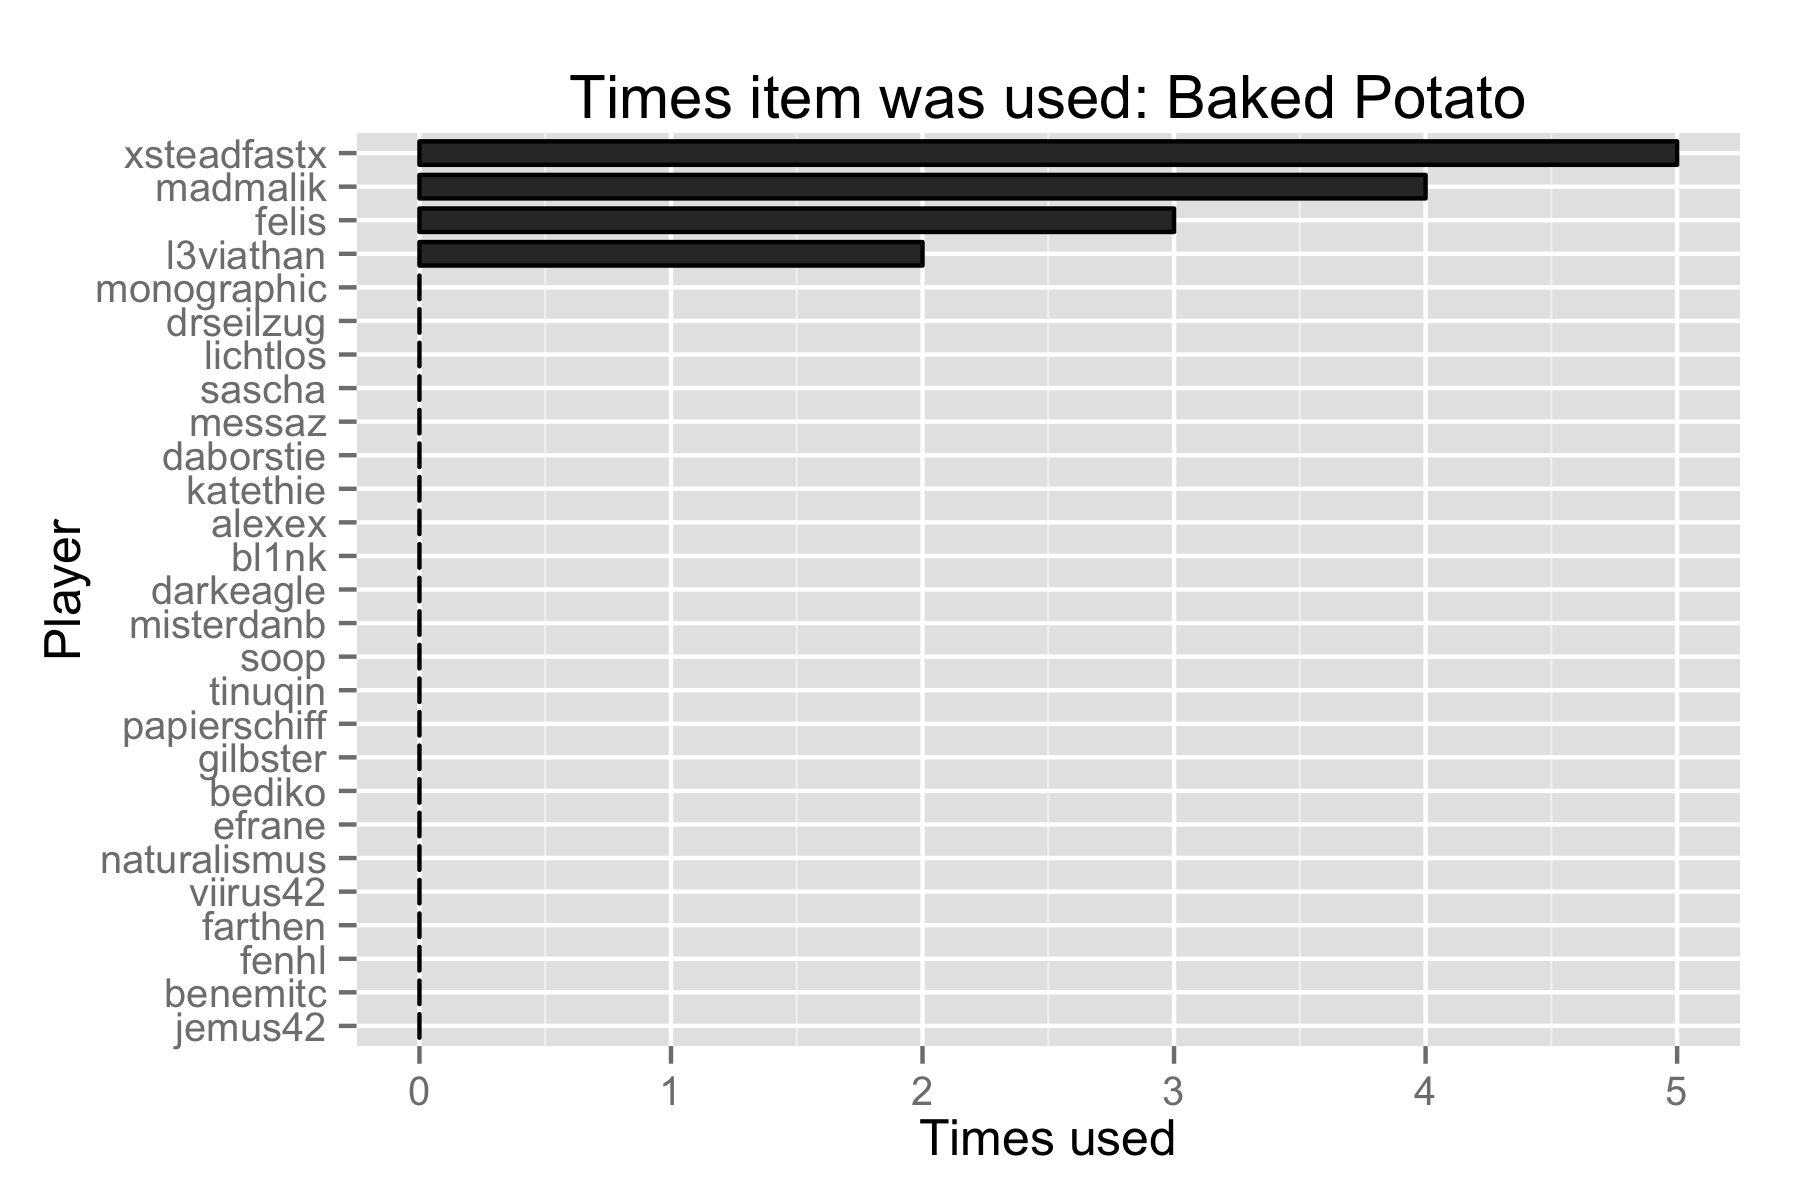 Times item was used: Baked Potato
xsteadfastx
madmalik
felis
l3viathan
monographic
drseilzug
lichtlos
sascha
messaz
daborstie
katethie
alexex
bl1nk
darkeagle
misterdanb
soop
tinuqin
papierschiff
gilbster
bediko
efrane
naturalismus
viirus42
farthen
fenhl
benemitc
jemus42
Player
0 1 2 3 4 5
Times used